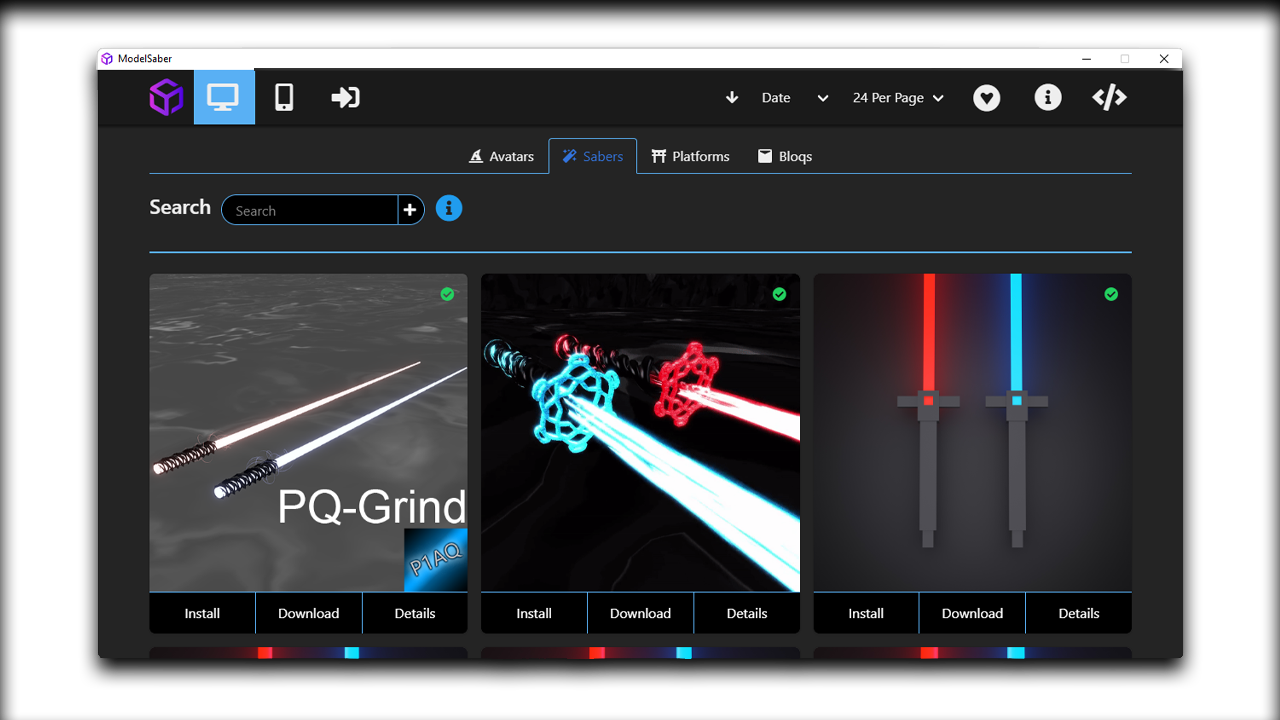 ModelSaber
Date
24 Per Page
Avatars
Sabers
Platforms
Bloqs
Search
Search
PQ-Grind
P1AQ
Install
Download
Details
Install
Download
Details
Install
Download
Details